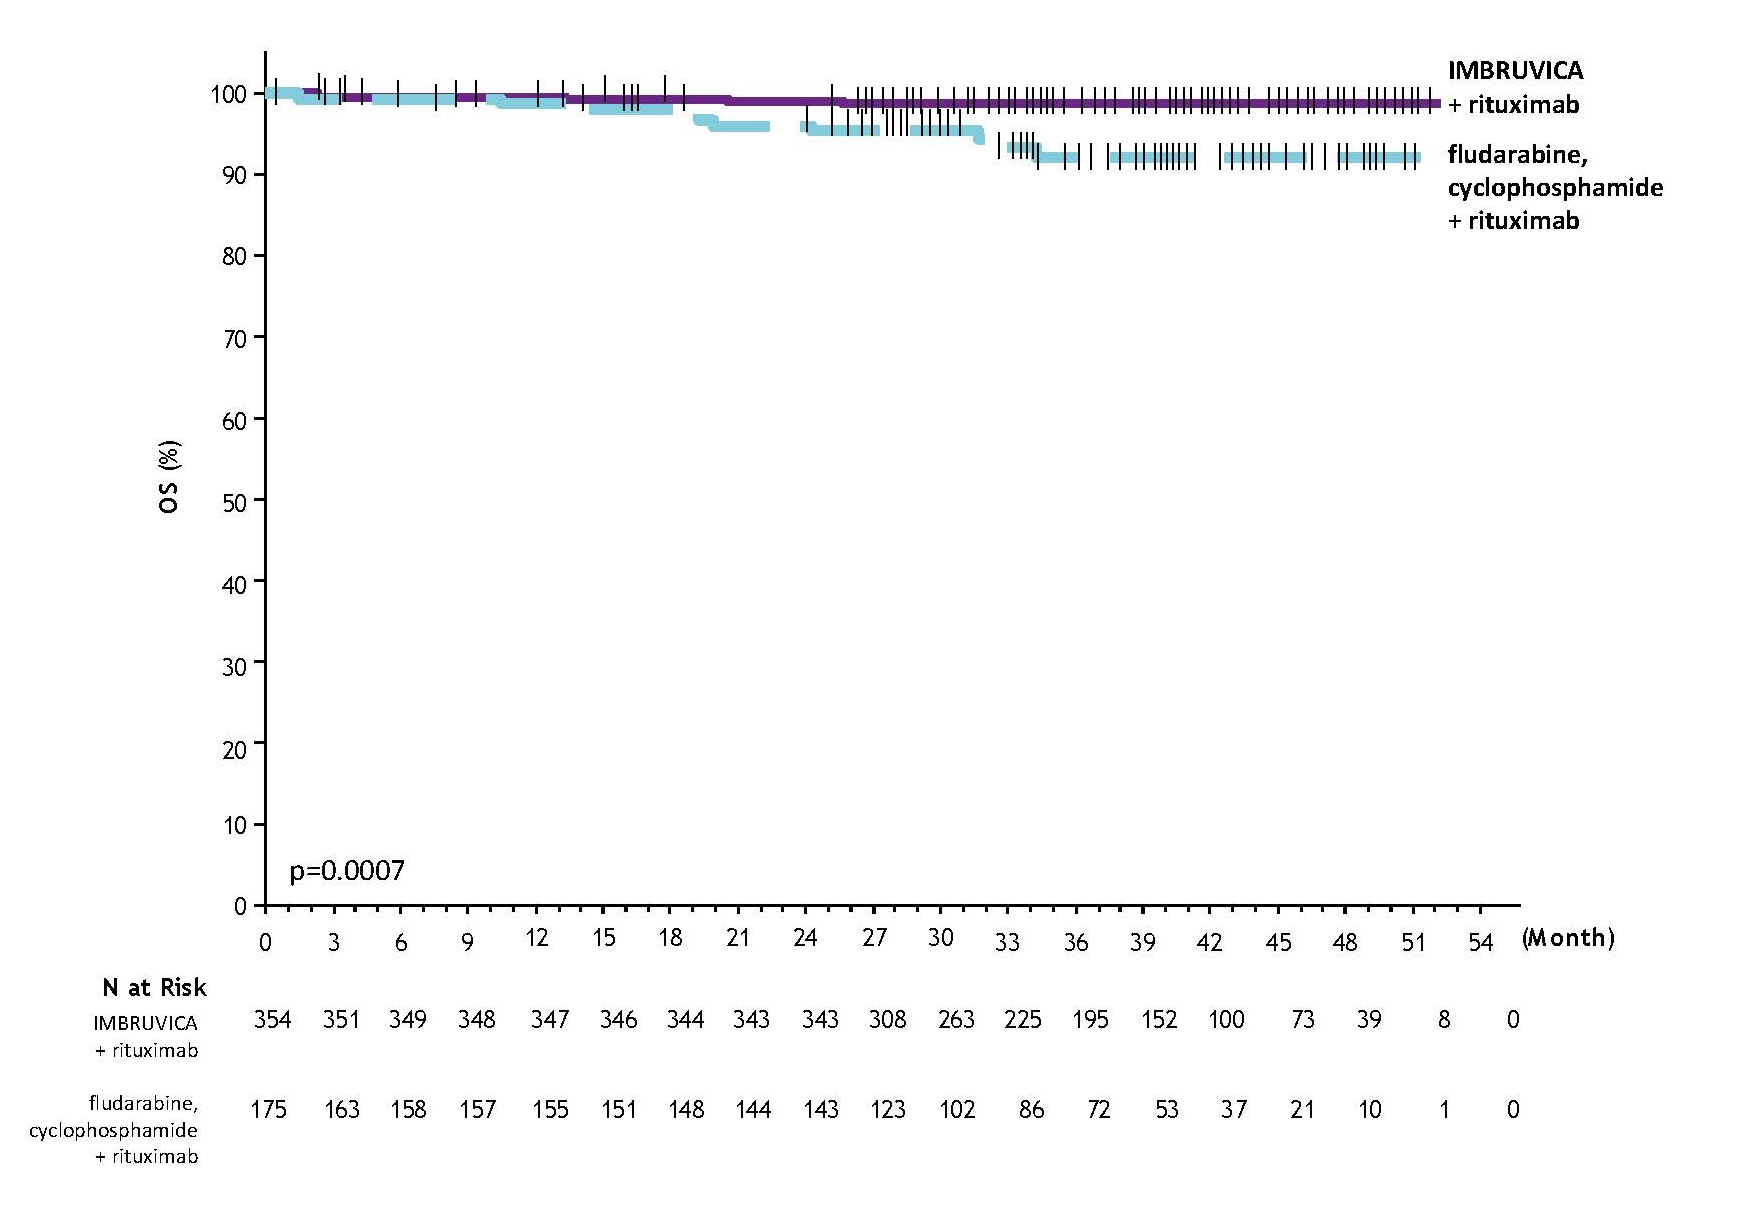 IMBRUVICA
+ rituximab
fludarabine,
cyclophosphamide
+ rituximab
100
90
80
70
60
50
40
30
20
10
0
OS (%)
p=0.0007
0 3 6 9 12 15 18 21 24 27 30 33 36 39 42 45 48 51 54 (Month)
N at Risk
IMBRUVICA
+ rituximab
354 351 349 348 347 346 344 343 343 308 263 225 195 152 100 73 39 8 0
fludarabine,
cyclophosphamide
+ rituximab
175 163 158 157 155 151 148 144 143 123 102 86 72 53 37 21 10 1 0